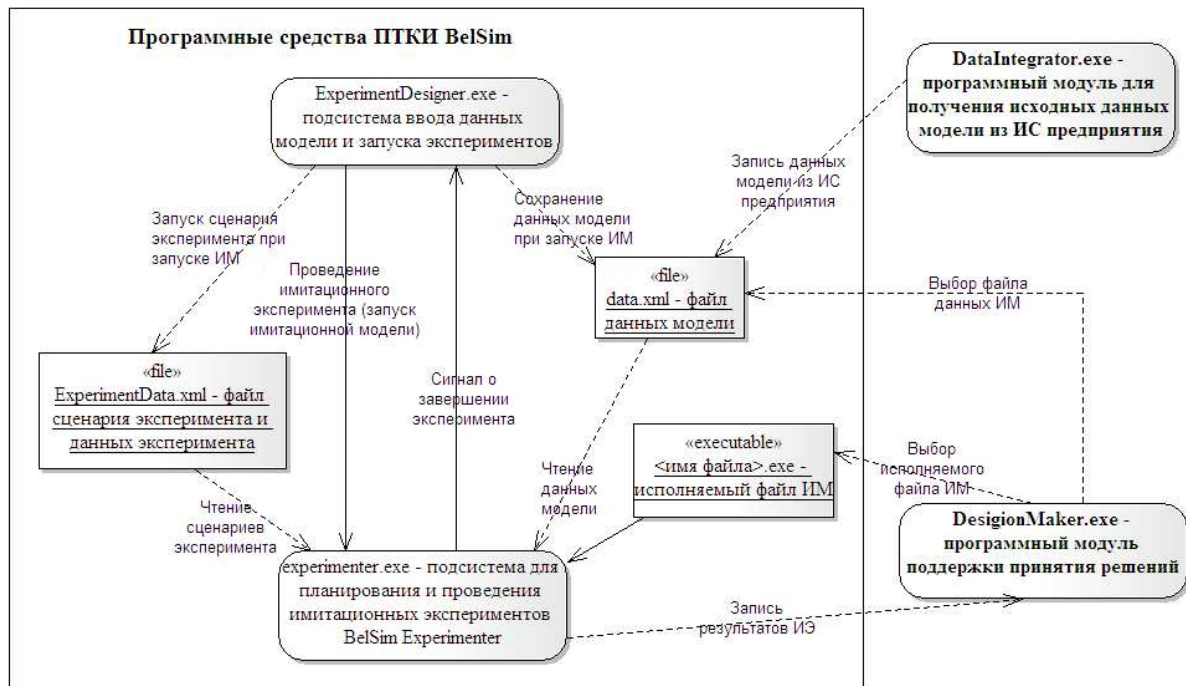 Программные средства ПТКИ BelSim
ExperimentDesigner.exe -
подсистема ввода данных
модели и запуска экспериментов
DataIntegrator.exe -
программный модуль для
получения исходных данных
модели из ИС предприятия
Запись данных
модели из ИС
предприятия
Сохранение
данных модели
при запуске ИМ
Запуск сценария
эксперимента при
запуске ИМ
Проведение
имитационного
эксперимента (запуск
имитационной модели)
«file»
data.xml - файл
данных модели
Выбор файла
данных ИМ
«file»
ExperimentData.xml - файл
сценария эксперимента и
данных эксперимента
Сигнал о
завершении
эксперимента
«executable»
<имя файла>.exe -
исполняемый файл ИМ
Выбор
исполняемого
файла ИМ
Чтение
данных
модели
Чтение
сценариев
эксперимента
DesigionMaker.exe -
программный модуль
поддержки принятия решений
experimenter.exe - подсистема для
планирования и проведения
имитационных экспериментов
BelSim Experimenter
Запись
результатов ИЭ